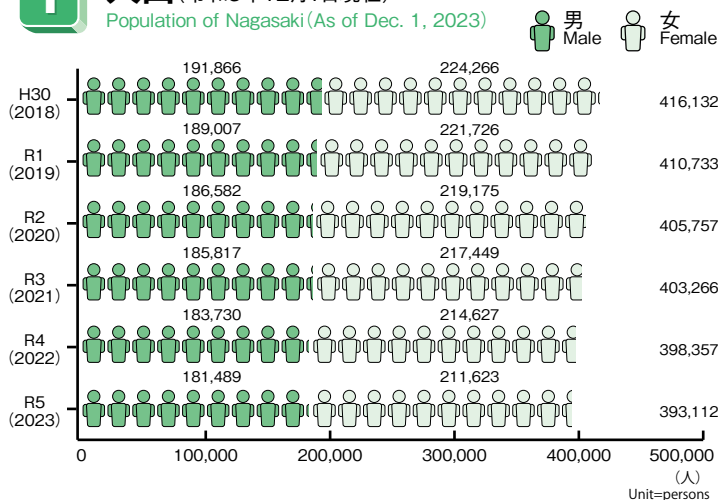 Population of Nagasaki(As of Dec. 1, 2023)
男
Male
女
Female
H30
(2018)
191,866
224,266
416,132
R1
(2019)
189,007
221,726
410,733
R2
(2020)
186,582
219,175
405,757
R3
(2021)
185,817
217,449
403,266
R4
(2022)
183,730
214,627
398,357
R5
(2023)
181,489
211,623
393,112
0
100,000
200,000
300,000
400,000
500,000
(人)
Unit=persons